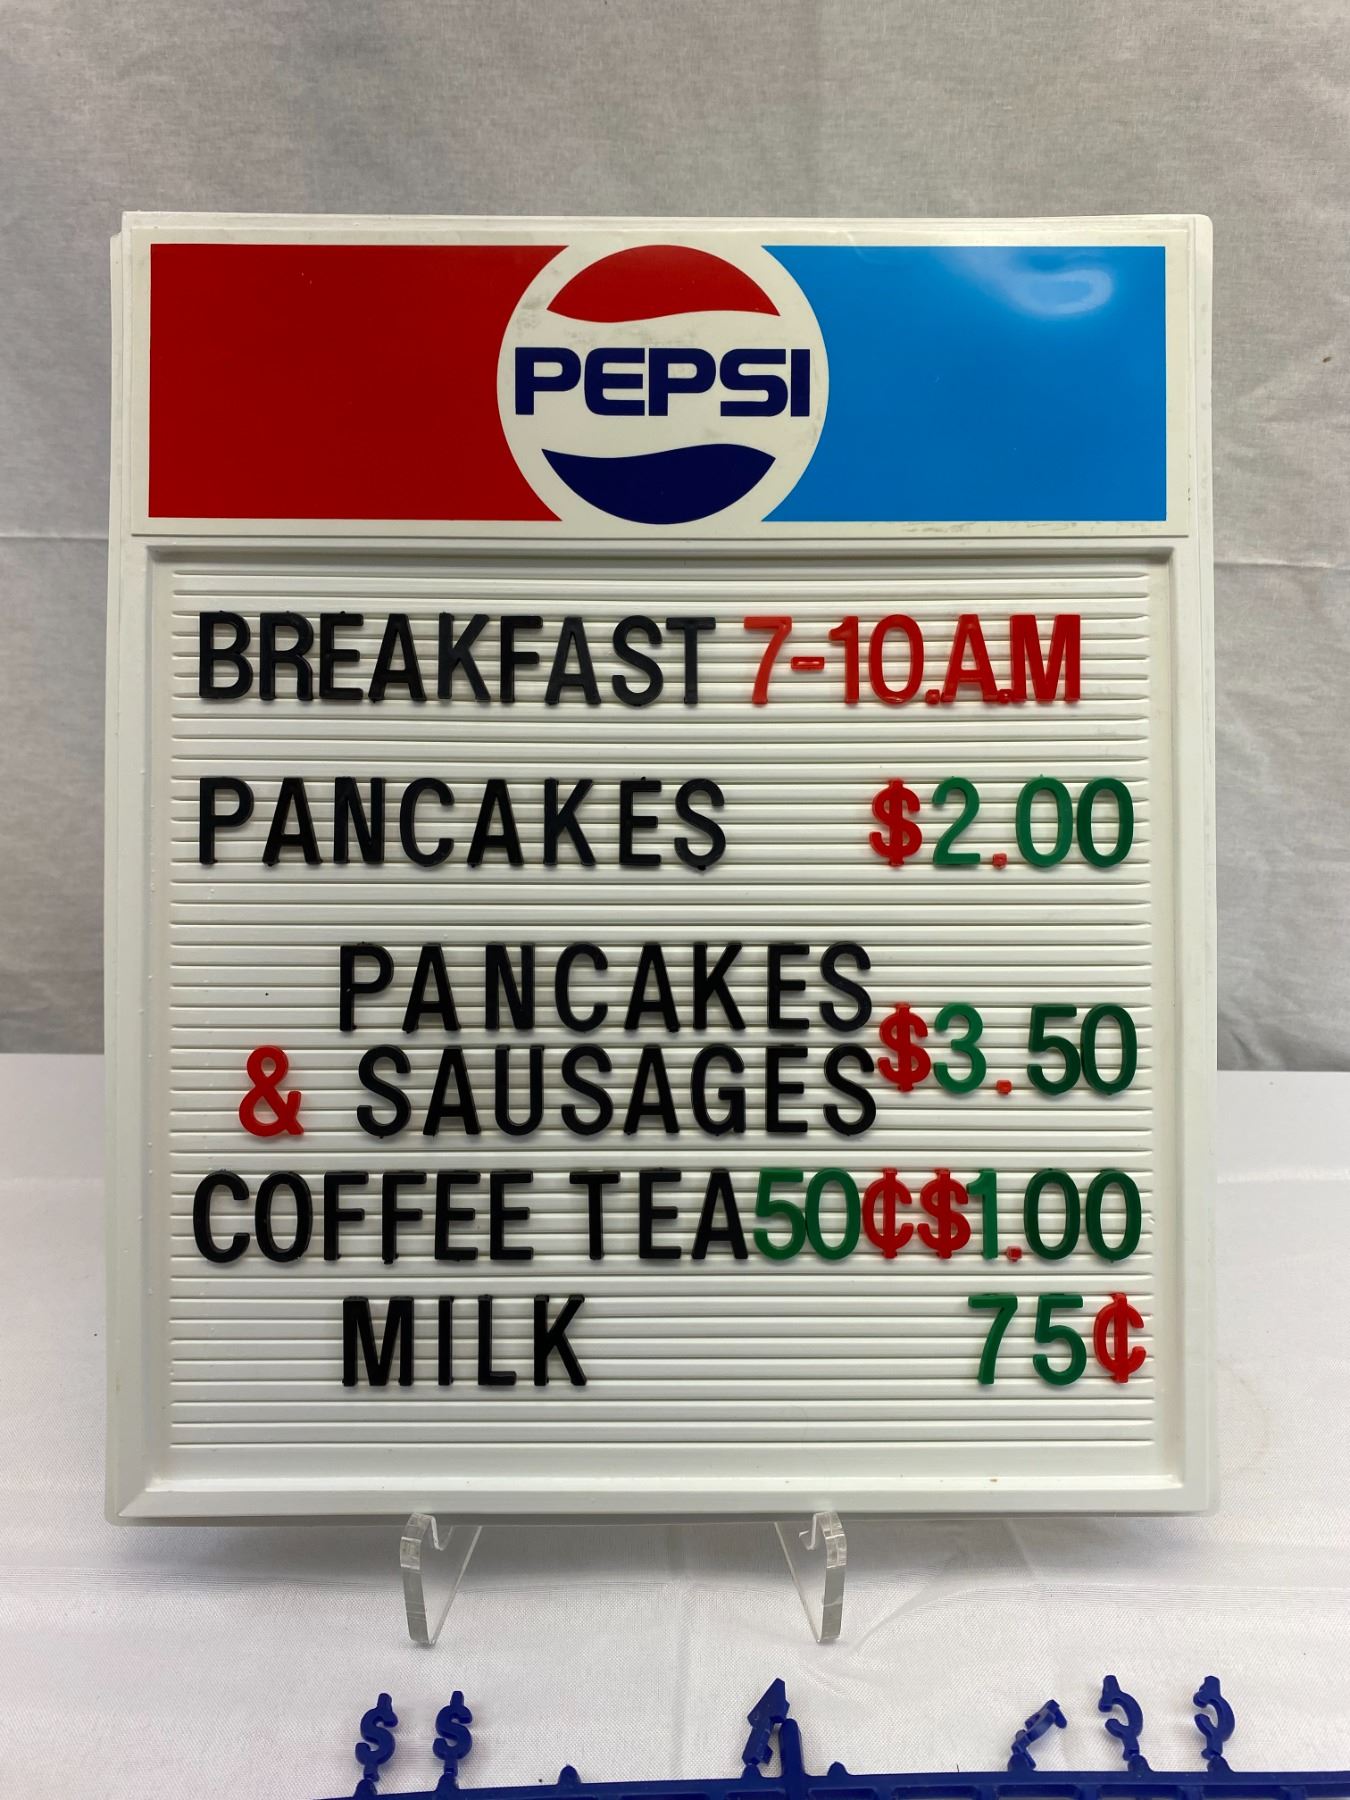 PEPSI
BREAKFAST 7-10.A.M
PANCAKES $2.00
PANCAKES
& SAUSAGES $3.50
COFFEE TEA 50¢ $1.00
MILK 75¢
$ $